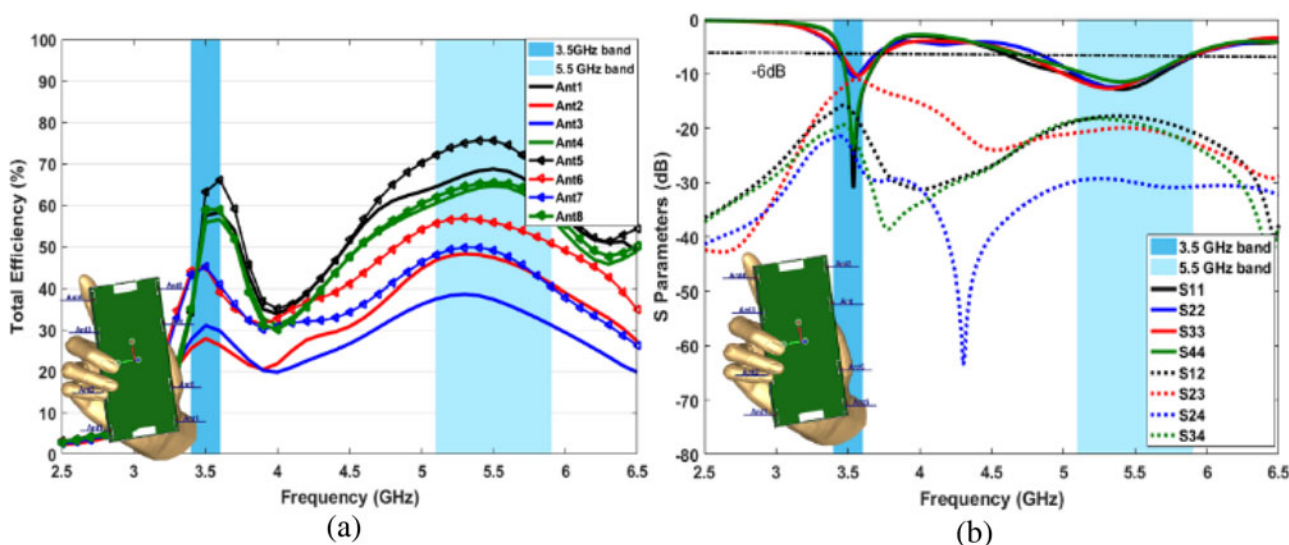 100
90
80
70
60
50
40
30
20
10
0
Total Efficiency (%)
2.5 3 3.5 4 4.5 5 5.5 6 6.5
Frequency (GHz)
3.5GHz band
5.5 GHz band
Ant1
Ant2
Ant3
Ant4
Ant5
Ant6
Ant7
Ant8
(a)
0
-10
-20
-30
-40
-50
-60
-70
-80
S Parameters (dB)
-6dB
2.5 3 3.5 4 4.5 5 5.5 6 6.5
Frequency (GHz)
3.5 GHz band
5.5 GHz band
S11
S22
S33
S44
S12
S23
S24
S34
(b)